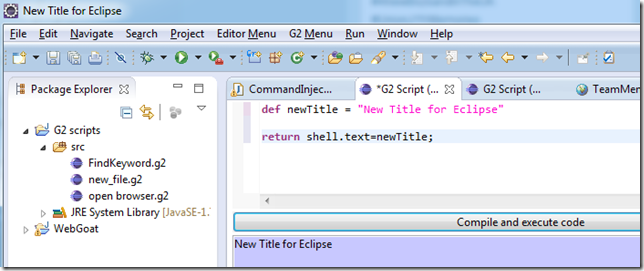 New Title for Eclipse
File Edit Navigate Search Project Editor Menu G2 Menu Run Window Help
Package Explorer
CommandInjec... *G2 Script (... G2 Script (... TeamMen
G2 scripts
src
FindKeyword.g2
new_file.g2
open browser.g2
JRE System Library [JavaSE-1.
WebGoat
def newTitle = "New Title for Eclipse"
return shell.text=newTitle;
Compile and execute code
New Title for Eclipse